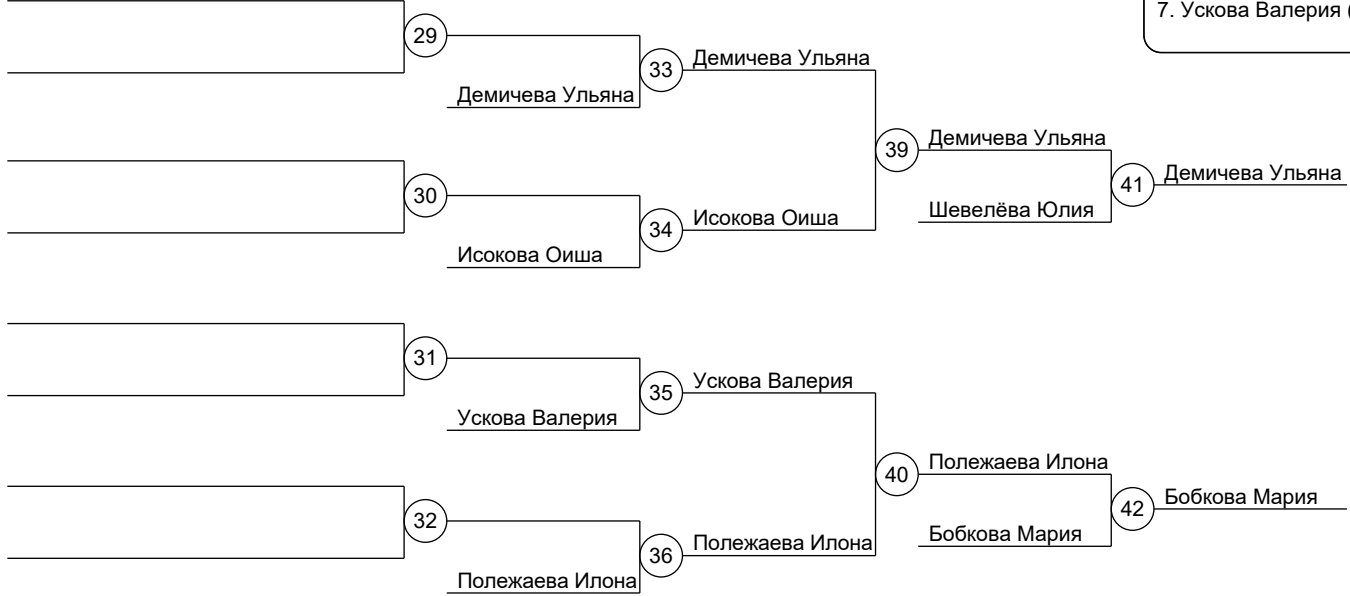 7. Ускова Валерия (
29
33
Демичева Ульяна
Демичева Ульяна
39
Демичева Ульяна
41
Демичева Ульяна
30
Шевелёва Юлия
34
Исокова Оиша
Исокова Оиша
31
35
Ускова Валерия
Ускова Валерия
40
Полежаева Илона
42
Бобкова Мария
32
Бобкова Мария
36
Полежаева Илона
Полежаева Илона